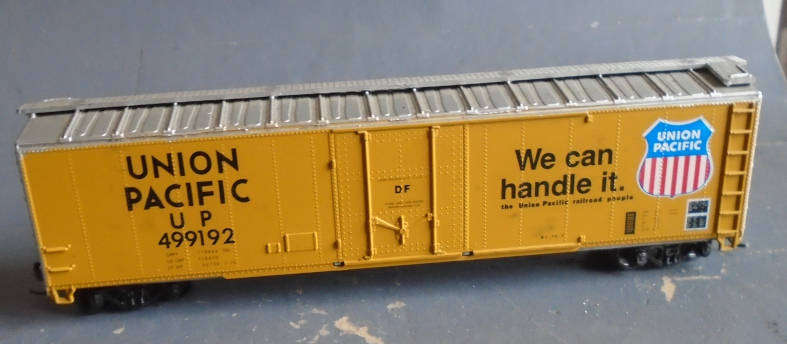 UNION
PACIFIC
U P
499192
DF
We can
handle it.
the Union Pacific railroad people
UNION
PACIFIC